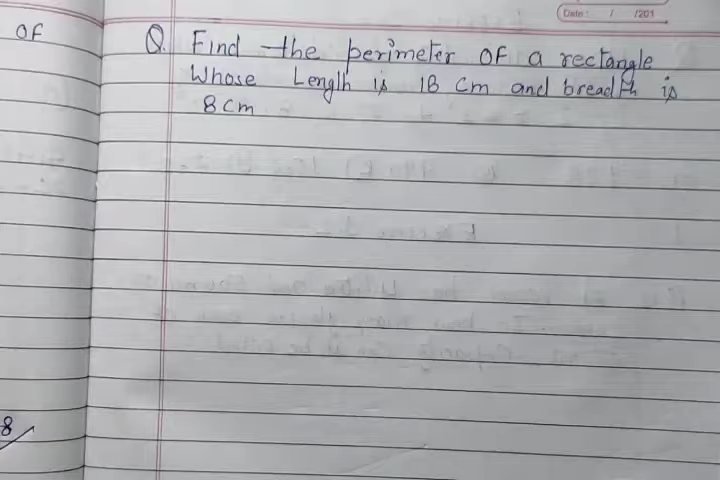 Date: / /201
OF
Q. Find the perimeter OF a rectangle
Whose Length is 18 Cm and breadth is
8 Cm
8